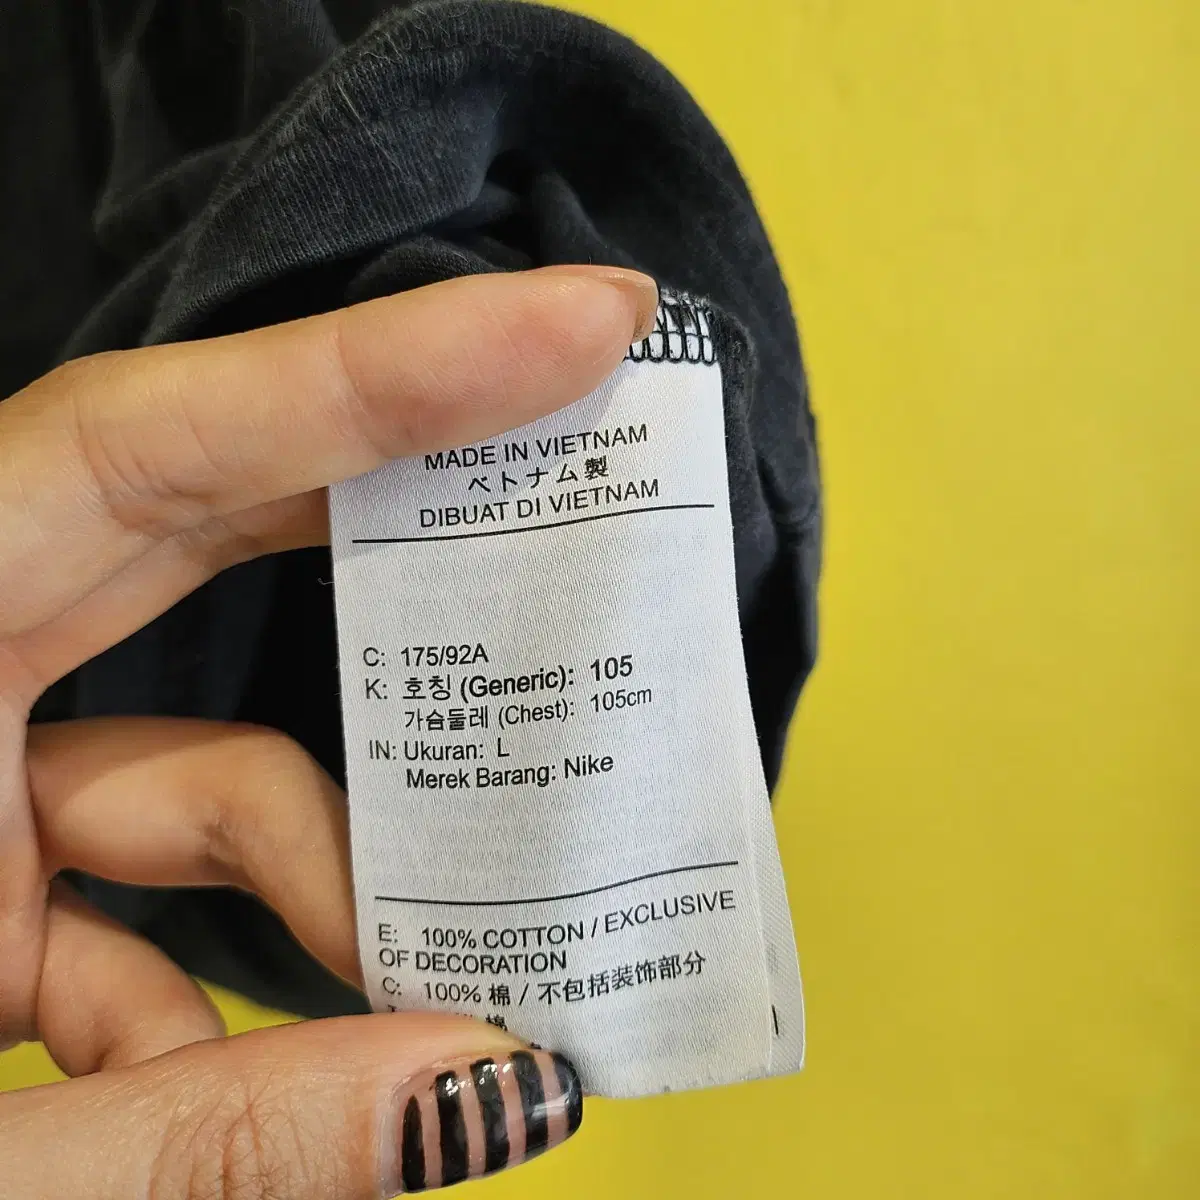 MADE IN VIETNAM
ベトナム製
DIBUAT DI VIETNAM
C: 175/92A
K: 호칭 (Generic): 105
가슴둘레 (Chest): 105cm
IN: Ukuran: L
Merek Barang: Nike
E: 100% COTTON / EXCLUSIVE
OF DECORATION
C: 100% 棉 / 不包括装饰部分
棉